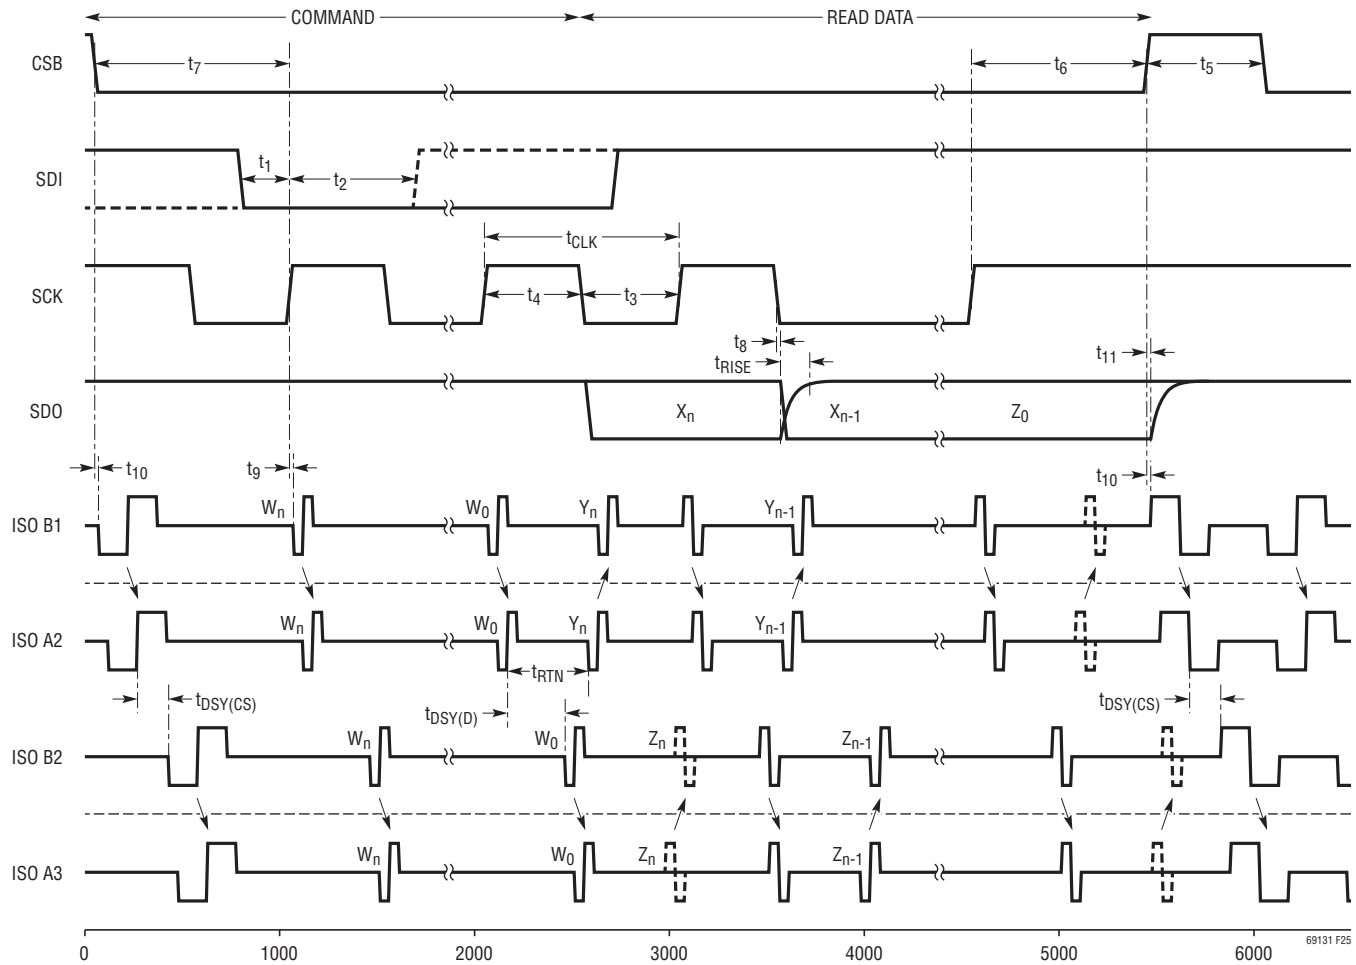 COMMAND READ DATA
CSB t7 t6 t5
SDI t1 t2
tCLK
SCK t4 t3
t8
tRISE t11
SDO Xn Xn-1 Z0
t10 t9 t10
ISO B1 Wn W0 Yn Yn-1
ISO A2 Wn W0 Yn Yn-1
tRTN
tDSY(CS) tDSY(D) tDSY(CS)
ISO B2 Wn W0 Zn Zn-1
ISO A3 Wn W0 Zn Zn-1
0 1000 2000 3000 4000 5000 6000
69131 F25